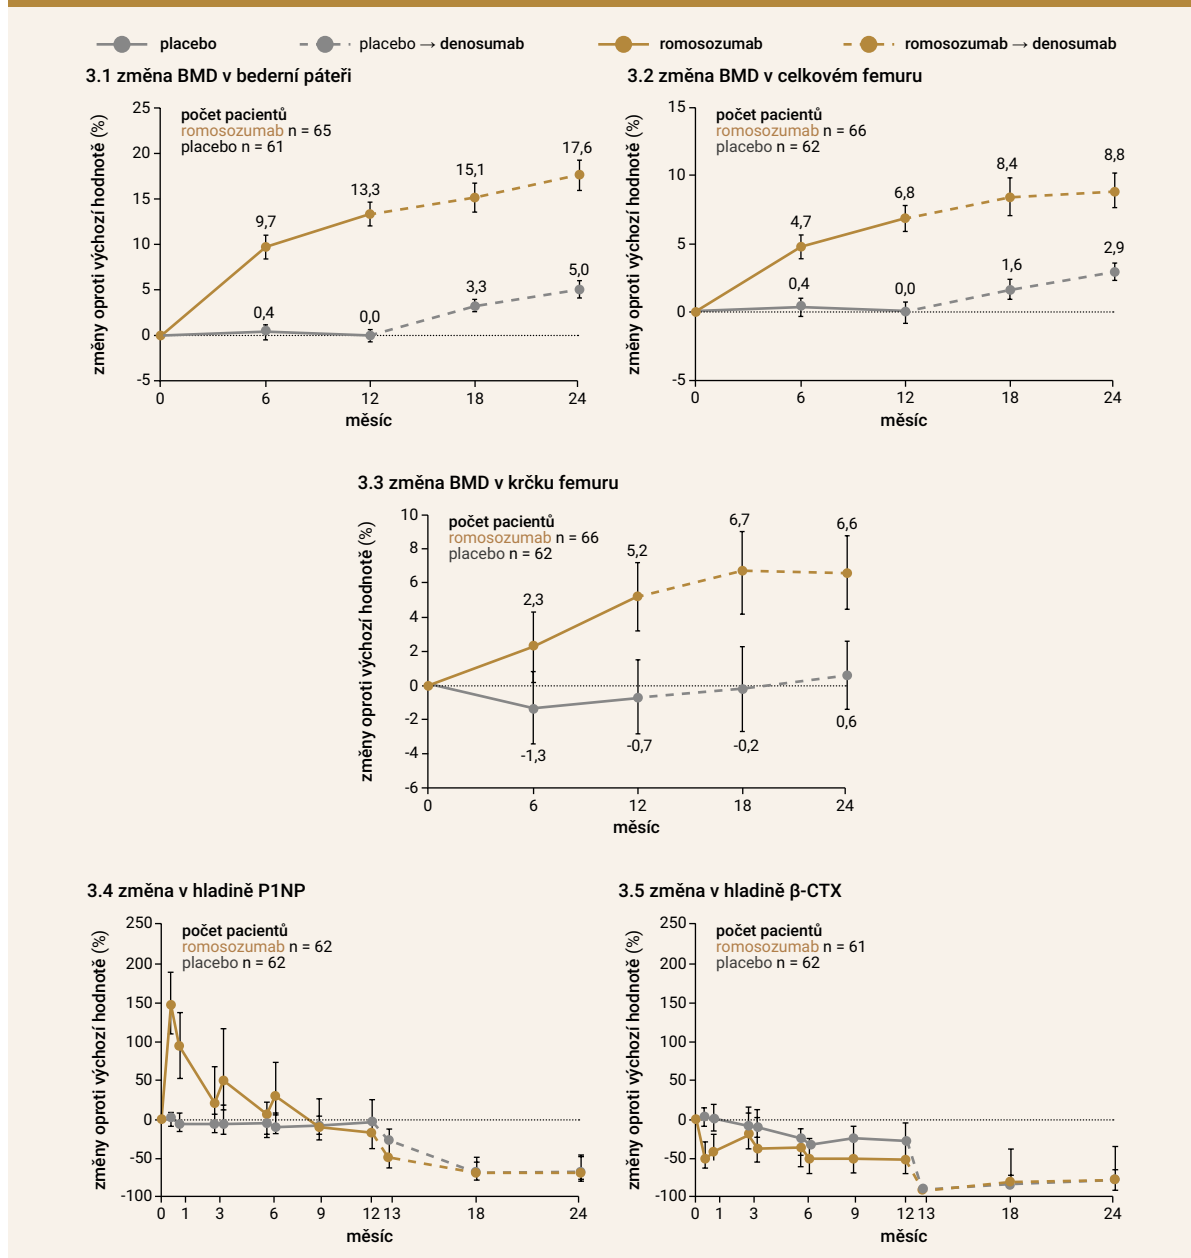 placebo
placebo → denosumab
romosozumab
romosozumab → denosumab
3.1 změna BMD v bederní páteři
změny oproti výchozí hodnotě (%)
25
20
15
10
5
0
-5
počet pacientů
romosozumab n = 65
placebo n = 61
9,7
13,3
15,1
17,6
0,4
0,0
3,3
5,0
0 6 12 18 24
měsíc
3.2 změna BMD v celkovém femuru
změny oproti výchozí hodnotě (%)
15
10
5
0
-5
počet pacientů
romosozumab n = 66
placebo n = 62
4,7
6,8
8,4
8,8
0,4
0,0
1,6
2,9
0 6 12 18 24
měsíc
3.3 změna BMD v krčku femuru
změny oproti výchozí hodnotě (%)
10
8
6
4
2
0
-2
-4
-6
počet pacientů
romosozumab n = 66
placebo n = 62
2,3
5,2
6,7
6,6
-1,3
-0,7
-0,2
0,6
0 6 12 18 24
měsíc
3.4 změna v hladině P1NP
změny oproti výchozí hodnotě (%)
250
200
150
100
50
0
-50
-100
počet pacientů
romosozumab n = 62
placebo n = 62
0 1 3 6 9 12 13 18 24
měsíc
3.5 změna v hladině β-CTX
změny oproti výchozí hodnotě (%)
250
200
150
100
50
0
-50
-100
počet pacientů
romosozumab n = 61
placebo n = 62
0 1 3 6 9 12 13 18 24
měsíc